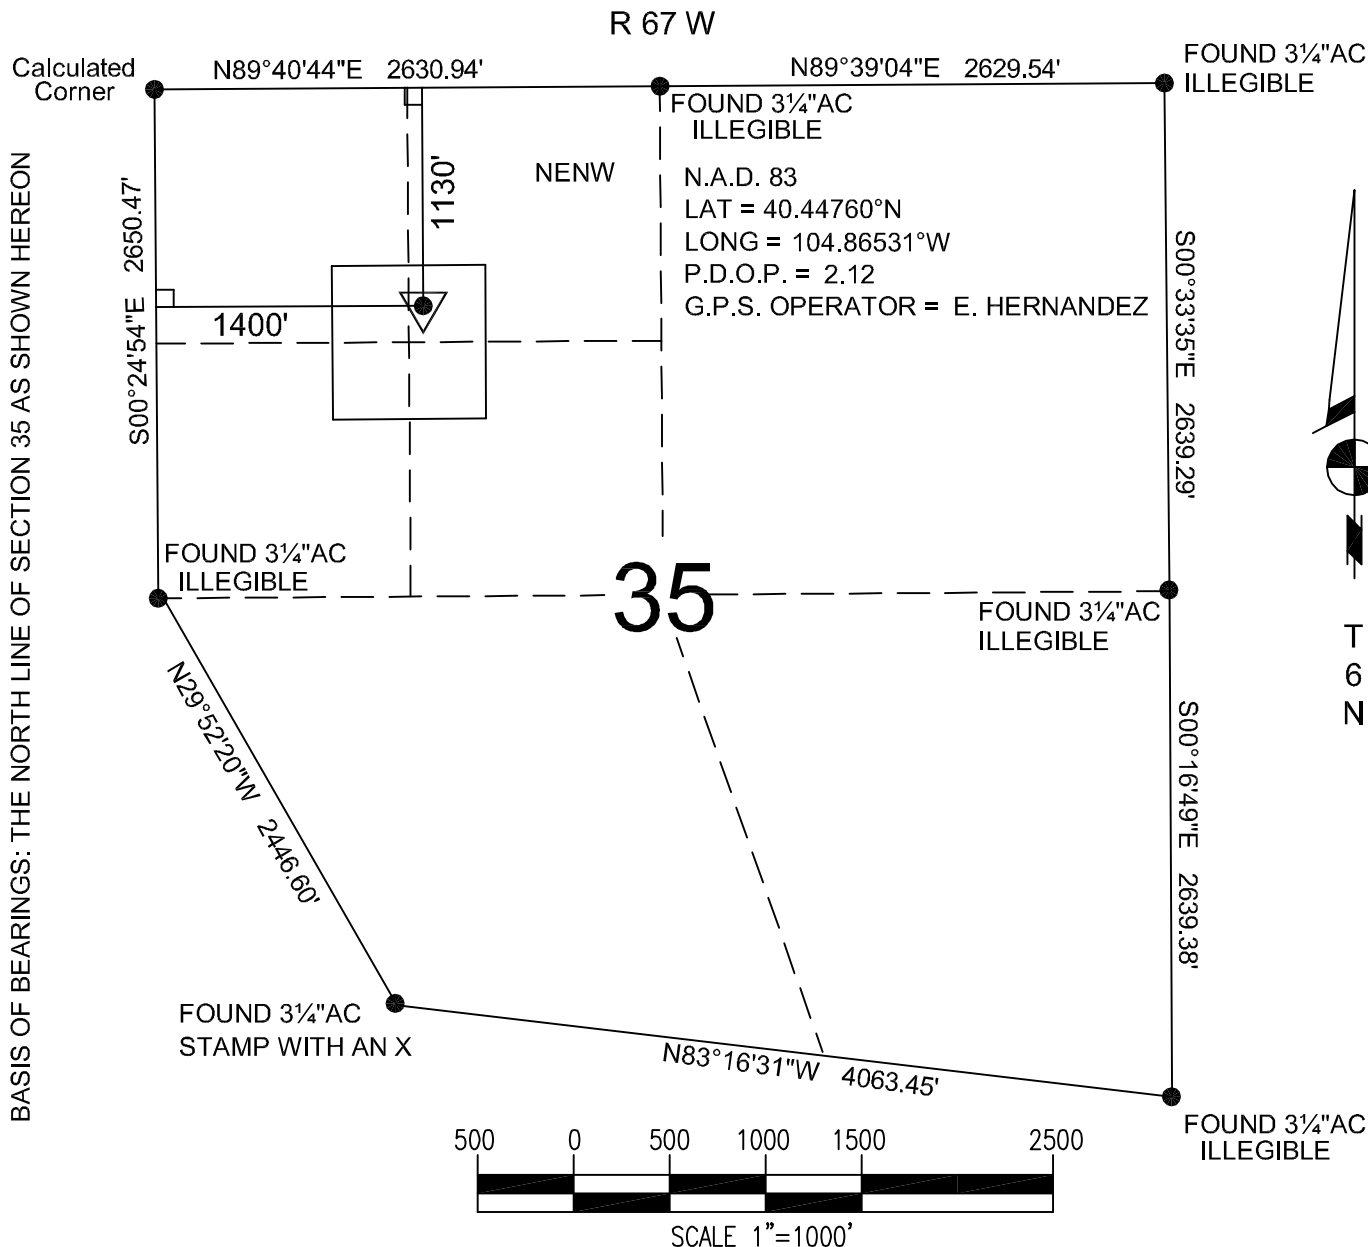 R 67 W
Calculated
Corner
N89°40'44"E 2630.94'
N89°39'04"E 2629.54'
FOUND 3¼"AC
ILLEGIBLE
FOUND 3¼"AC
ILLEGIBLE
1130'
NENW
N.A.D. 83
LAT = 40.44760°N
LONG = 104.86531°W
P.D.O.P. = 2.12
G.P.S. OPERATOR = E. HERNANDEZ
BASIS OF BEARINGS: THE NORTH LINE OF SECTION 35 AS SHOWN HEREON
S00°24'54"E 2650.47'
1400'
S00°33'35"E 2639.29'
FOUND 3¼"AC
ILLEGIBLE
35
FOUND 3¼"AC
ILLEGIBLE
N
T
6
N
N29°52'20"W 2446.60'
S00°16'49"E 2639.38'
FOUND 3¼"AC
STAMP WITH AN X
N83°16'31"W 4063.45'
FOUND 3¼"AC
ILLEGIBLE
500 0 500 1000 1500 2500
SCALE 1"=1000'